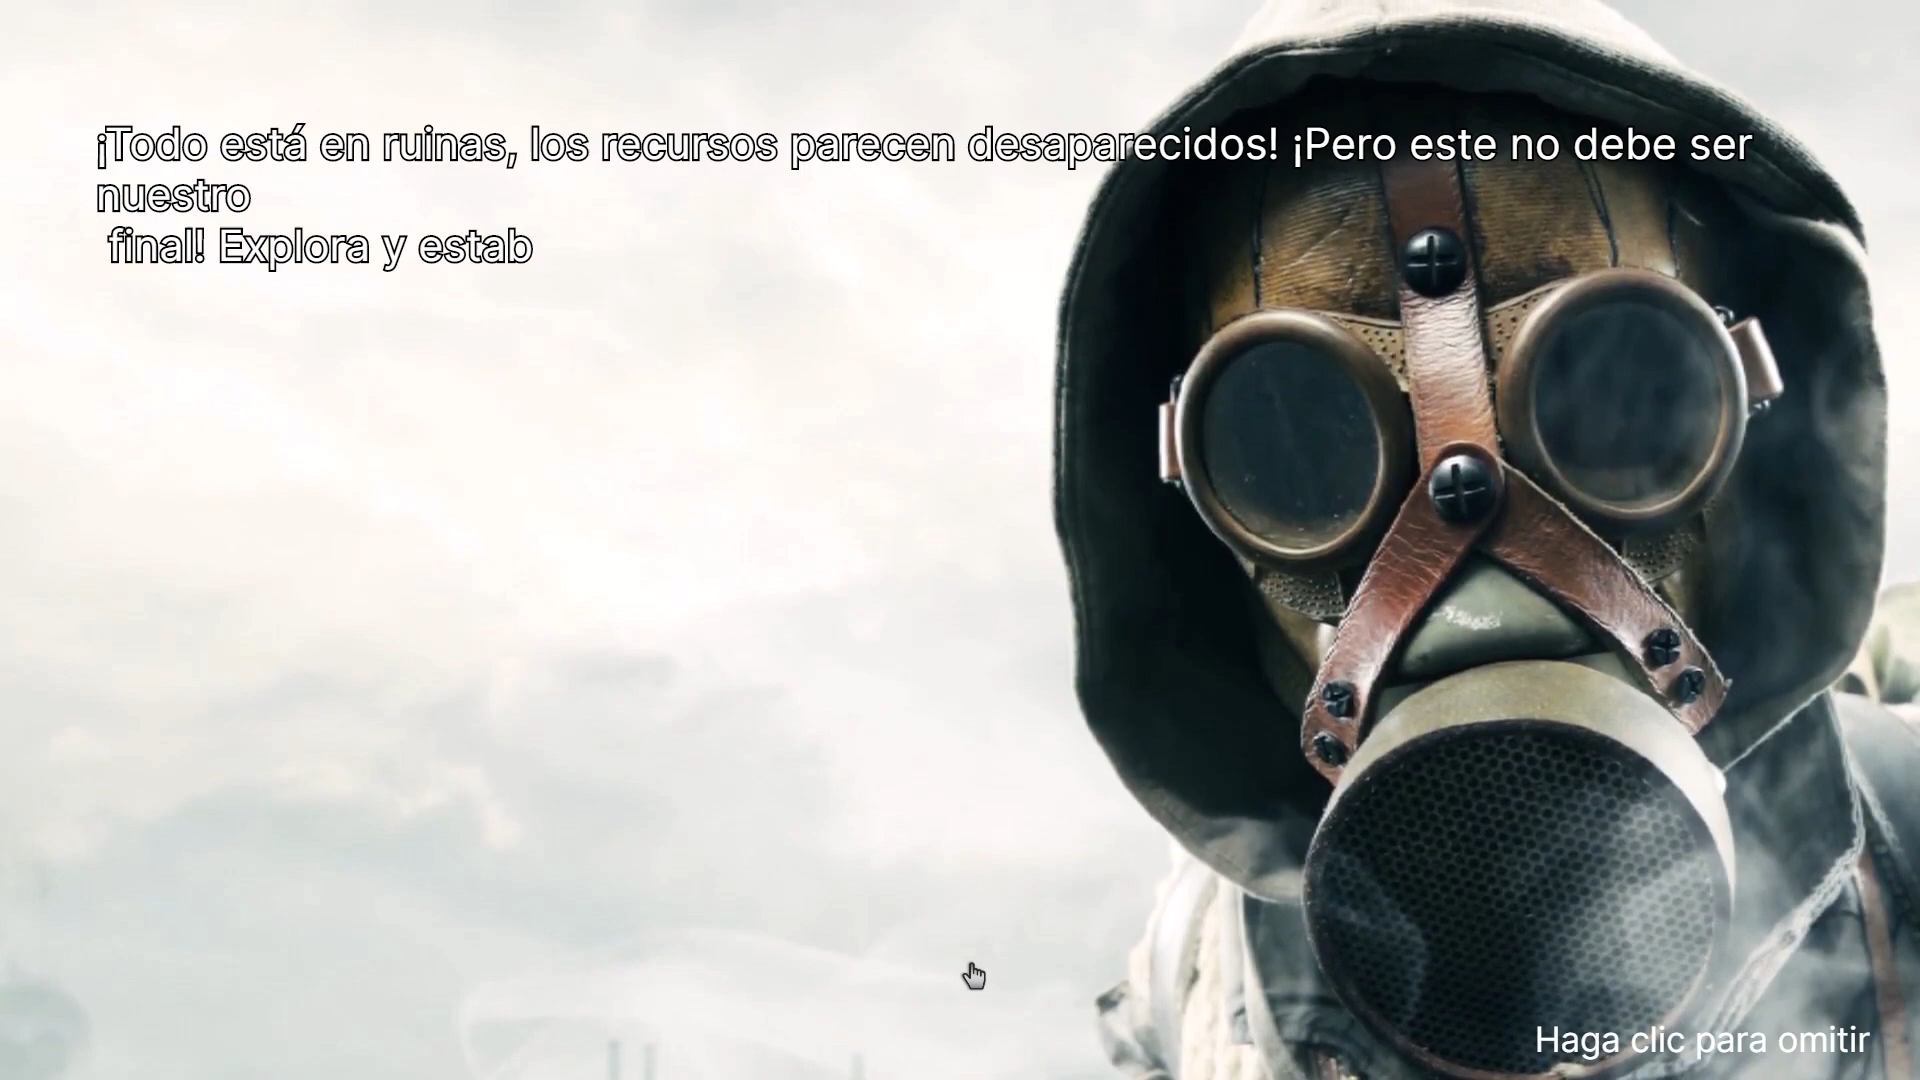 ¡Todo está en ruinas, los recursos parecen desaparecidos! ¡Pero este no debe ser
nuestro
final! Explora y estab
Haga clic para omitir